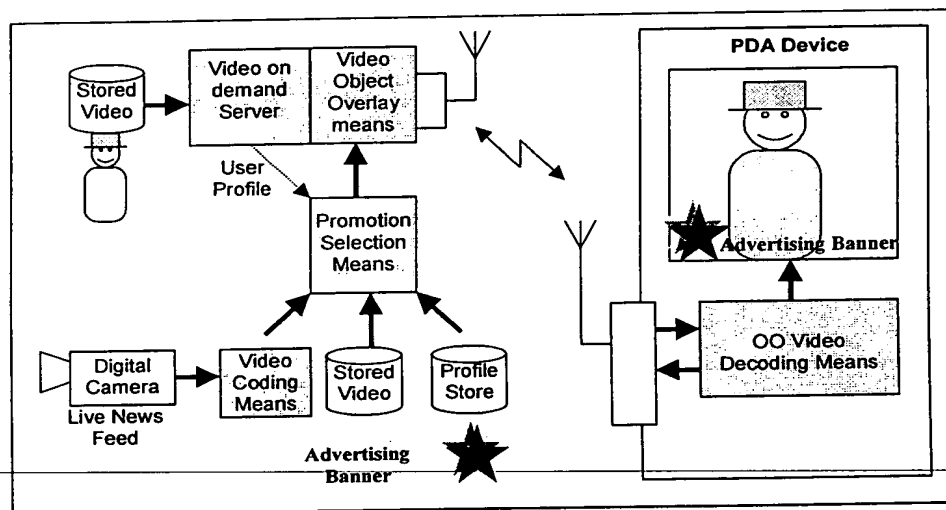 Stored
Video
Video on
demand
Server
Video
Object
Overlay
means
PDA Device
User
Profile
Promotion
Selection
Means
Advertising Banner
Digital
Camera
Live News
Feed
Video
Coding
Means
Stored
Video
Profile
Store
Advertising
Banner
OO Video
Decoding Means